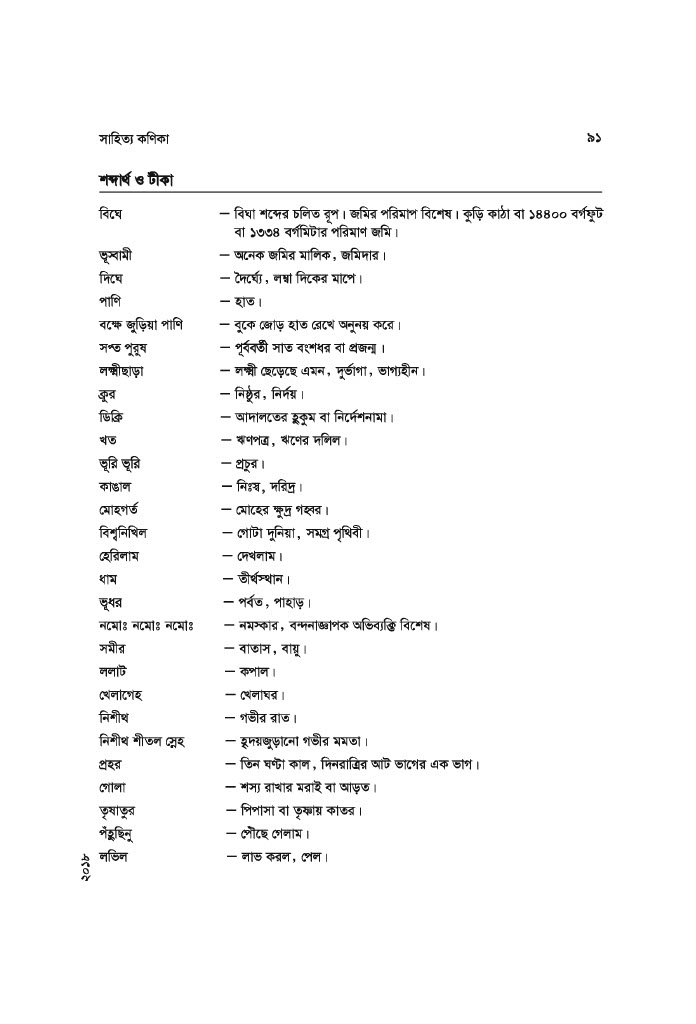 সাহিত্য কণিকা ৯১
শব্দার্থ ও টীকা
বিঘে – বিঘা শব্দের চলিত রূপ। জমির পরিমাপ বিশেষ। কুড়ি কাঠা বা ১৪৪০০ বর্গফুট
বা ১৩৩৪ বর্গমিটার পরিমাণ জমি।
ভূস্বামী – অনেক জমির মালিক, জমিদার।
দিঘে – দৈর্ঘ্যে, লম্বা দিকের মাপে।
পাণি – হাত।
বক্ষে জুড়িয়া পাণি – বুকে জোড় হাত রেখে অনুনয় করে।
সপ্ত পুরুষ – পূর্ববর্তী সাত বংশধর বা প্রজন্ম।
লক্ষ্মীছাড়া – লক্ষ্মী ছেড়েছে এমন, দুর্ভাগা, ভাগ্যহীন।
ক্রূর – নিষ্ঠুর, নির্দয়।
ডিক্রি – আদালতের হুকুম বা নির্দেশনামা।
খত – ঋণপত্র, ঋণের দলিল।
ভূরি ভূরি – প্রচুর।
কাঙাল – নিঃস্ব, দরিদ্র।
মোহগর্ত – মোহের ক্ষুদ্র গহ্বর।
বিশ্বনিখিল – গোটা দুনিয়া, সমগ্র পৃথিবী।
হেরিলাম – দেখলাম।
ধাম – তীর্থস্থান।
ভূধর – পর্বত, পাহাড়।
নমোঃ নমোঃ নমোঃ – নমস্কার, বন্দনাজ্ঞাপক অভিব্যক্তি বিশেষ।
সমীর – বাতাস, বায়ু।
ললাট – কপাল।
খেলাগেহ – খেলাঘর।
নিশীথ – গভীর রাত।
নিশীথ শীতল স্নেহ – হৃদয়জুড়ানো গভীর মমতা।
প্রহর – তিন ঘণ্টা কাল, দিনরাত্রির আট ভাগের এক ভাগ।
গোলা – শস্য রাখার মরাই বা আড়ত।
তৃষাতুর – পিপাসা বা তৃষ্ণায় কাতর।
পঁহুছিনু – পৌঁছে গেলাম।
লভিল – লাভ করল, পেল।
২০১৮